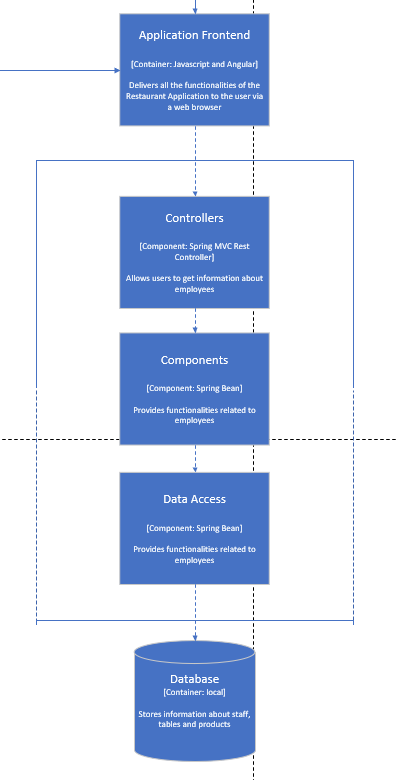 Application Frontend
[Container: Javascript and Angular]
Delivers all the functionalities of the
Restaurant Application to the user via
a web browser
Controllers
[Component: Spring MVC Rest
Controller]
Allows users to get information about
employees
Components
[Component: Spring Bean]
Provides functionalities related to
employees
Data Access
[Component: Spring Bean]
Provides functionalities related to
employees
Database
[Container: local]
Stores information about staff,
tables and products